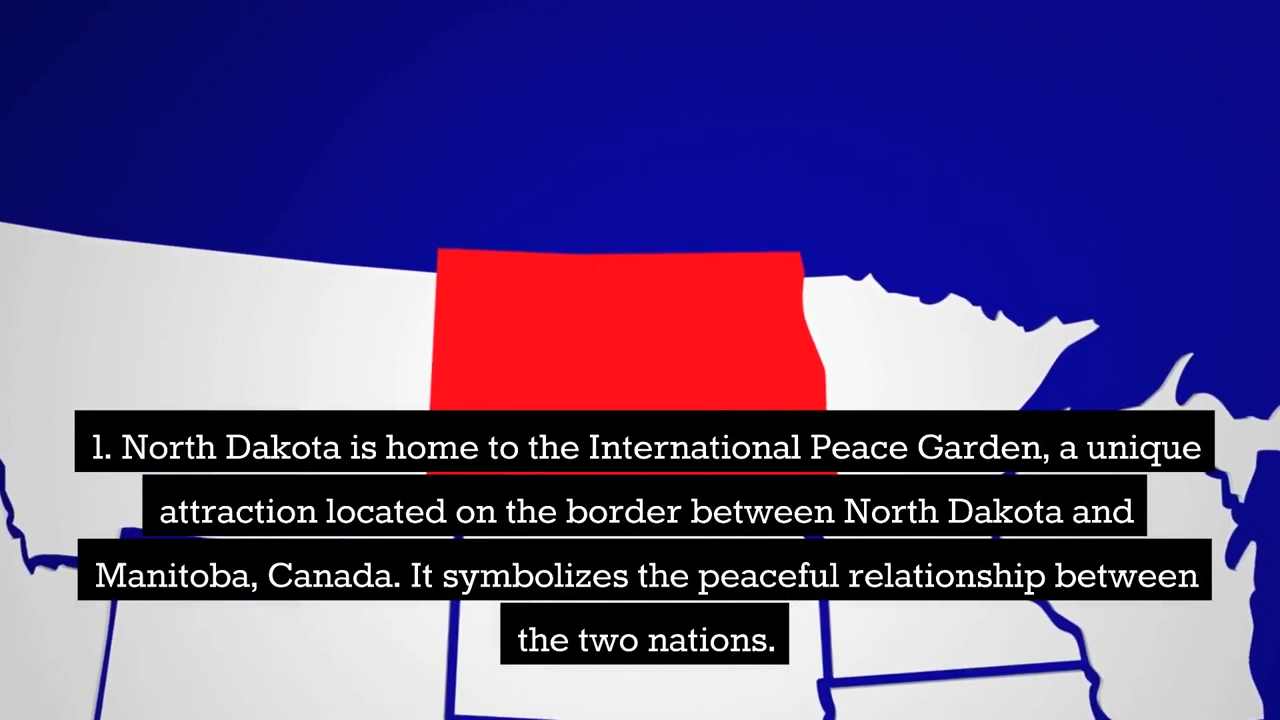 1. North Dakota is home to the International Peace Garden, a unique
attraction located on the border between North Dakota and
Manitoba, Canada. It symbolizes the peaceful relationship between
the two nations.